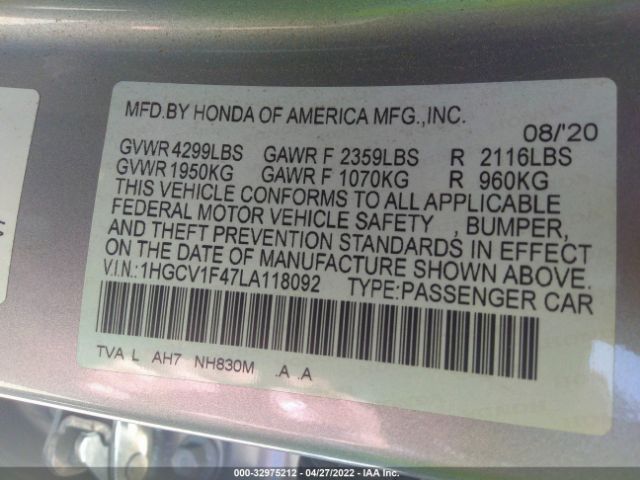 MFD.BY HONDA OF AMERICA MFG.,INC.
08/'20
GVWR 4299LBS GAWR F 2359LBS R 2116LBS
GVWR 1950KG GAWR F 1070KG R 960KG
THIS VEHICLE CONFORMS TO ALL APPLICABLE
FEDERAL MOTOR VEHICLE SAFETY , BUMPER,
AND THEFT PREVENTION STANDARDS IN EFFECT
ON THE DATE OF MANUFACTURE SHOWN ABOVE.
V.I.N.:1HGCV1F47LA118092 TYPE:PASSENGER CAR
TVA L AH7 NH830M .A .A
000-32975212 - 04/27/2022 - IAA Inc.